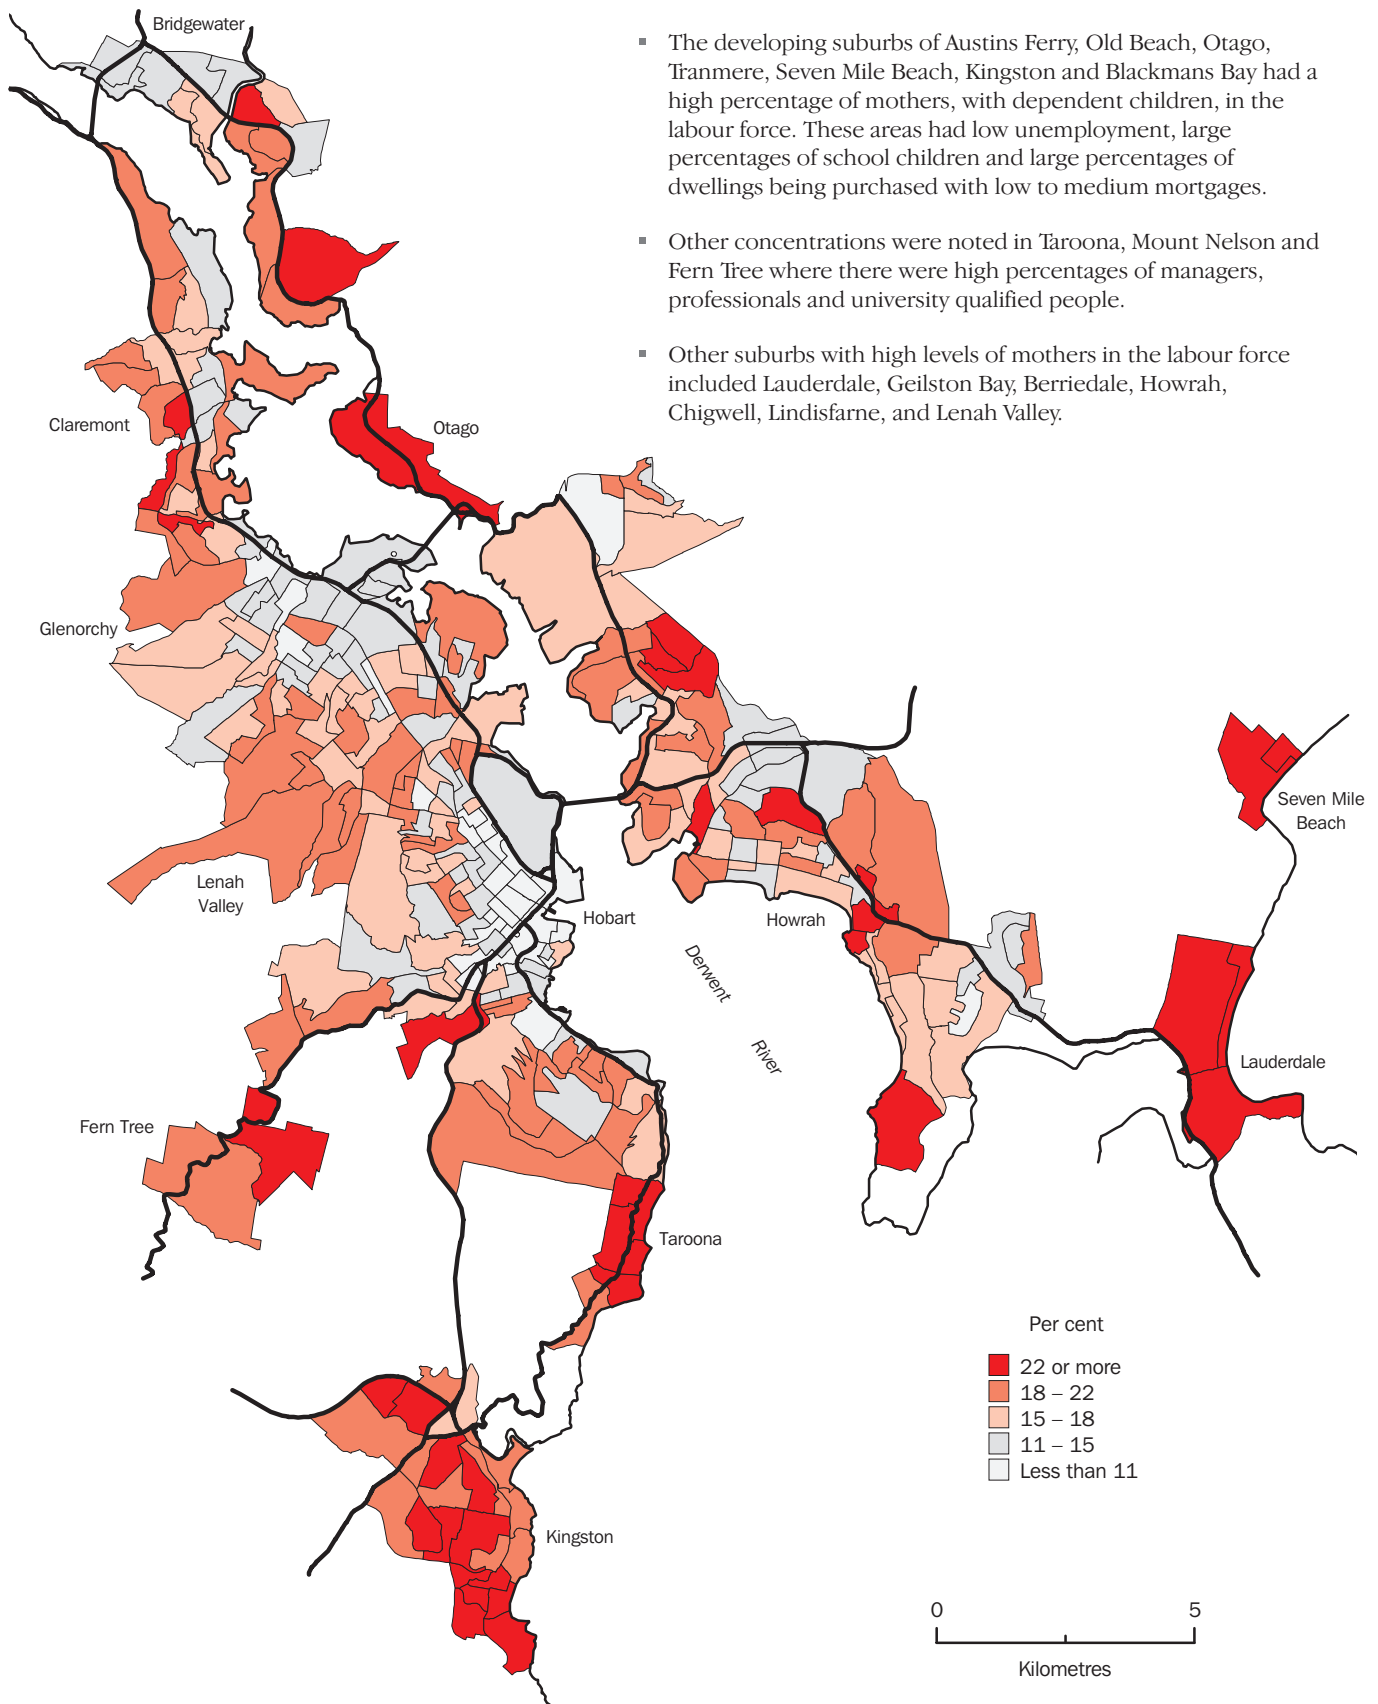 Bridgewater
▪ The developing suburbs of Austins Ferry, Old Beach, Otago,
Tranmere, Seven Mile Beach, Kingston and Blackmans Bay had a
high percentage of mothers, with dependent children, in the
labour force. These areas had low unemployment, large
percentages of school children and large percentages of
dwellings being purchased with low to medium mortgages.
▪ Other concentrations were noted in Taroona, Mount Nelson and
Fern Tree where there were high percentages of managers,
professionals and university qualified people.
▪ Other suburbs with high levels of mothers in the labour force
included Lauderdale, Geilston Bay, Berriedale, Howrah,
Chigwell, Lindisfarne, and Lenah Valley.
Claremont
Otago
Glenorchy
Seven Mile
Beach
Lenah
Valley
Hobart
Howrah
Derwent
River
Lauderdale
Fern Tree
Taroona
Per cent
22 or more
18 – 22
15 – 18
11 – 15
Less than 11
Kingston
0 5
Kilometres